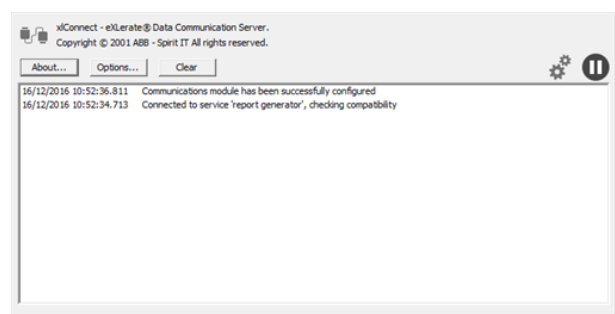 xlConnect - eXLerate® Data Communication Server.
Copyright © 2001 ABB - Spirit IT All rights reserved.
About... Options... Clear
16/12/2016 10:52:36.811 Communications module has been successfully configured
16/12/2016 10:52:34.713 Connected to service 'report generator', checking compatibility